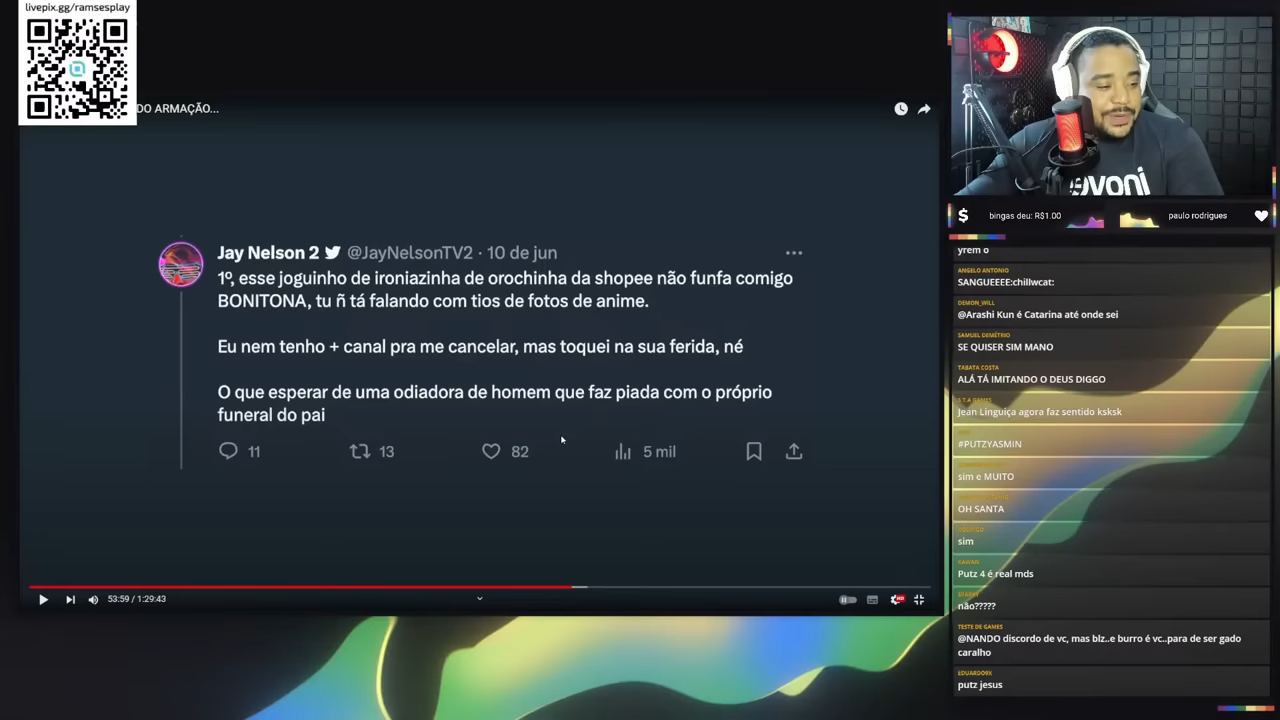 livepix.gg/ramsesplay
DO ARMAÇÃO...
Jay Nelson 2 @JayNelsonTV2 · 10 de jun
1º, esse joguinho de ironiazinha de orochinha da shopee não funfa comigo
BONITONA, tu ñ tá falando com tios de fotos de anime.
Eu nem tenho + canal pra me cancelar, mas toquei na sua ferida, né
O que esperar de uma odiadora de homem que faz piada com o próprio
funeral do pai
11 13 82 5 mil
53:59 / 1:29:43
HD
bingas deu: R$1.00
paulo rodrigues
yrem o
ANGELO ANTONIO
SANGUEEEE:chillwcat:
DEMON_WILL
@Arashi Kun é Catarina até onde sei
SAMUEL DEMÉTRIO
SE QUISER SIM MANO
TABATA COSTA
ALÁ TÁ IMITANDO O DEUS DIGGO
Jean Linguiça agora faz sentido ksksk
#PUTZYASMIN
sim e MUITO
OH SANTA
sim
Putz 4 é real mds
não?????
TESTE DE GAMES
@NANDO discordo de vc, mas blz..e burro é vc..para de ser gado
caralho
EDUARDO9X
putz jesus